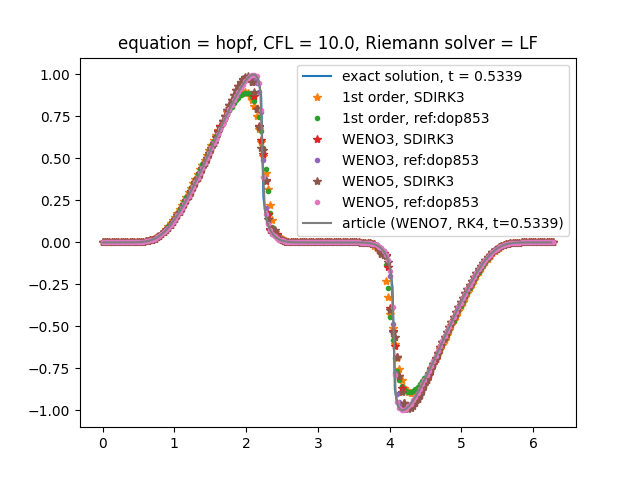 equation = hopf, CFL = 10.0, Riemann solver = LF
exact solution, t = 0.5339
1st order, SDIRK3
1st order, ref:dop853
WENO3, SDIRK3
WENO3, ref:dop853
WENO5, SDIRK3
WENO5, ref:dop853
article (WENO7, RK4, t=0.5339)
1.00
0.75
0.50
0.25
0.00
−0.25
−0.50
−0.75
−1.00
0 1 2 3 4 5 6